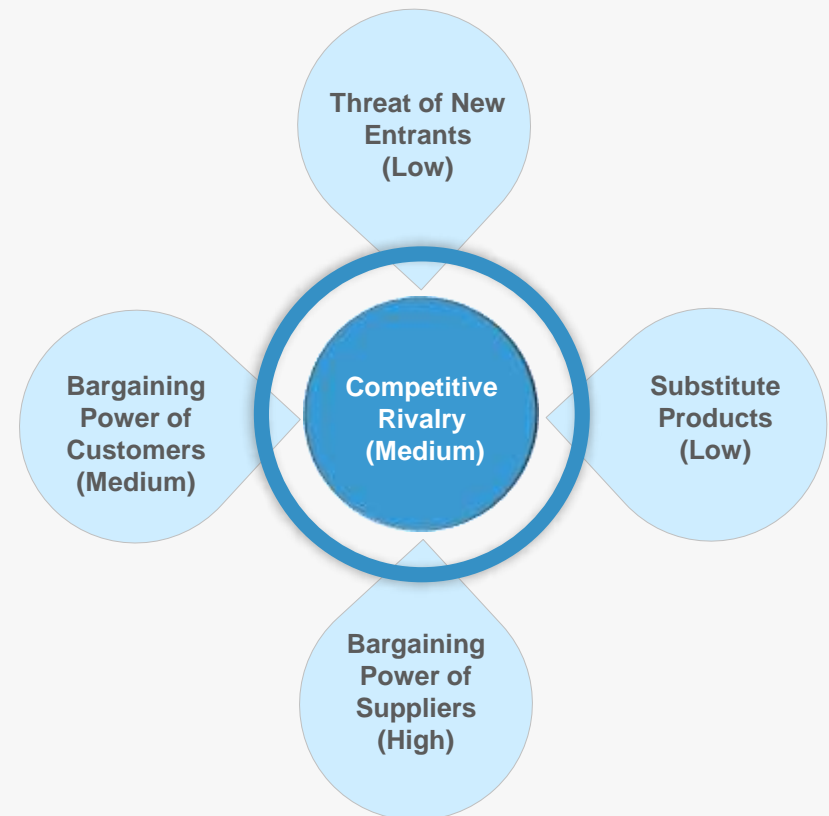 Threat of New
Entrants
(Low)
Bargaining
Power of
Customers
(Medium)
Competitive
Rivalry
(Medium)
Substitute
Products
(Low)
Bargaining
Power of
Suppliers
(High)